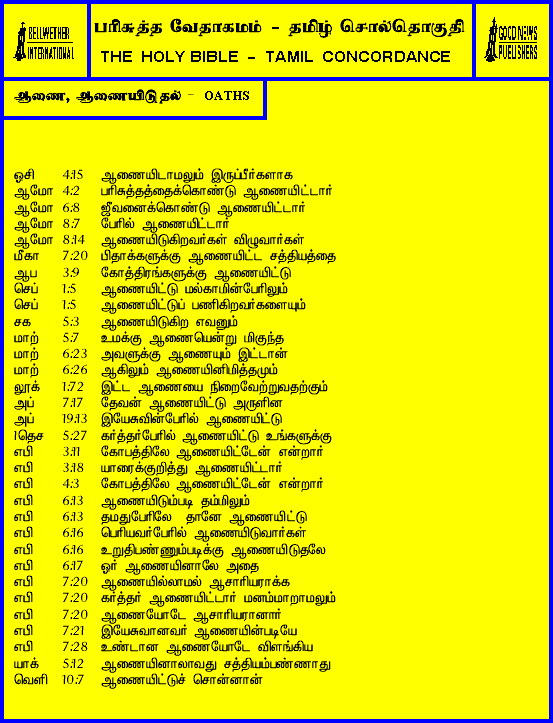 BELLWETHER
INTERNATIONAL
பரிசுத்த வேதாகமம் - தமிழ் சொல்தொகுதி
THE HOLY BIBLE - TAMIL CONCORDANCE
GOOD NEWS
PUBLISHERS
ஆணை, ஆணையிடுதல் - OATHS
ஓசி 4:15 ஆணையிடாமலும் இருப்பீர்களாக
ஆமோ 4:2 பரிசுத்தத்தைக்கொண்டு ஆணையிட்டார்
ஆமோ 6:8 ஜீவனைக்கொண்டு ஆணையிட்டார்
ஆமோ 8:7 பேரில் ஆணையிட்டார்
ஆமோ 8:14 ஆணையிடுகிறவர்கள் விழுவார்கள்
மீகா 7:20 பிதாக்களுக்கு ஆணையிட்ட சத்தியத்தை
ஆப 3:9 கோத்திரங்களுக்கு ஆணையிட்டு
செப் 1:5 ஆணையிட்டு மல்காமின்பேரிலும்
செப் 1:5 ஆணையிட்டுப் பணிகிறவர்களையும்
சக 5:3 ஆணையிடுகிற எவனும்
மாற் 5:7 உமக்கு ஆணையென்று மிகுந்த
மாற் 6:23 அவளுக்கு ஆணையும் இட்டான்
மாற் 6:26 ஆகிலும் ஆணையினிமித்தமும்
லூக் 1:72 இட்ட ஆணையை நிறைவேற்றுவதற்கும்
அப் 7:17 தேவன் ஆணையிட்டு அருளின
அப் 19:13 இயேசுவின்பேரில் ஆணையிட்டு
1தெச 5:27 கர்த்தர்பேரில் ஆணையிட்டு உங்களுக்கு
எபி 3:11 கோபத்திலே ஆணையிட்டேன் என்றார்
எபி 3:18 யாரைக்குறித்து ஆணையிட்டார்
எபி 4:3 கோபத்திலே ஆணையிட்டேன் என்றார்
எபி 6:13 ஆணையிடும்படி தம்மிலும்
எபி 6:13 தமதுபேரிலே தானே ஆணையிட்டு
எபி 6:16 பெரியவர்பேரில் ஆணையிடுவார்கள்
எபி 6:16 உறுதிபண்ணும்படிக்கு ஆணையிடுதலே
எபி 6:17 ஓர் ஆணையினாலே அதை
எபி 7:20 ஆணையில்லாமல் ஆசாரியராக்க
எபி 7:20 கர்த்தர் ஆணையிட்டார் மனம்மாறாமலும்
எபி 7:20 ஆணையோடே ஆசாரியரானார்
எபி 7:21 இயேசுவானவர் ஆணையின்படியே
எபி 7:28 உண்டான ஆணையோடே விளங்கிய
யாக் 5:12 ஆணையினாலாவது சத்தியம்பண்ணாது
வெளி 10:7 ஆணையிட்டுச் சொன்னான்